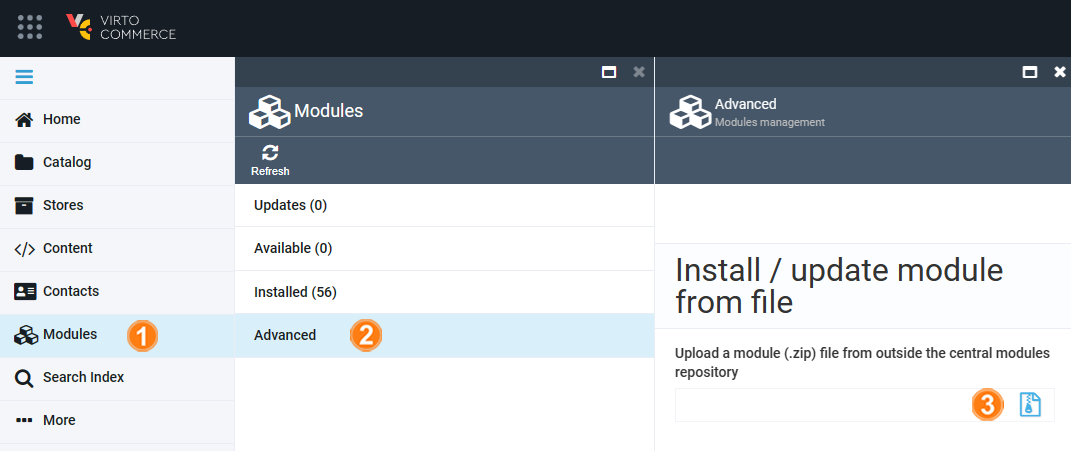 VIRTO
COMMERCE
Home
Catalog
Stores
Content
Contacts
Modules
1
Search Index
More
Modules
Refresh
Updates (0)
Available (0)
Installed (56)
Advanced
2
Advanced
Modules management
Install / update module
from file
Upload a module (.zip) file from outside the central modules
repository
3